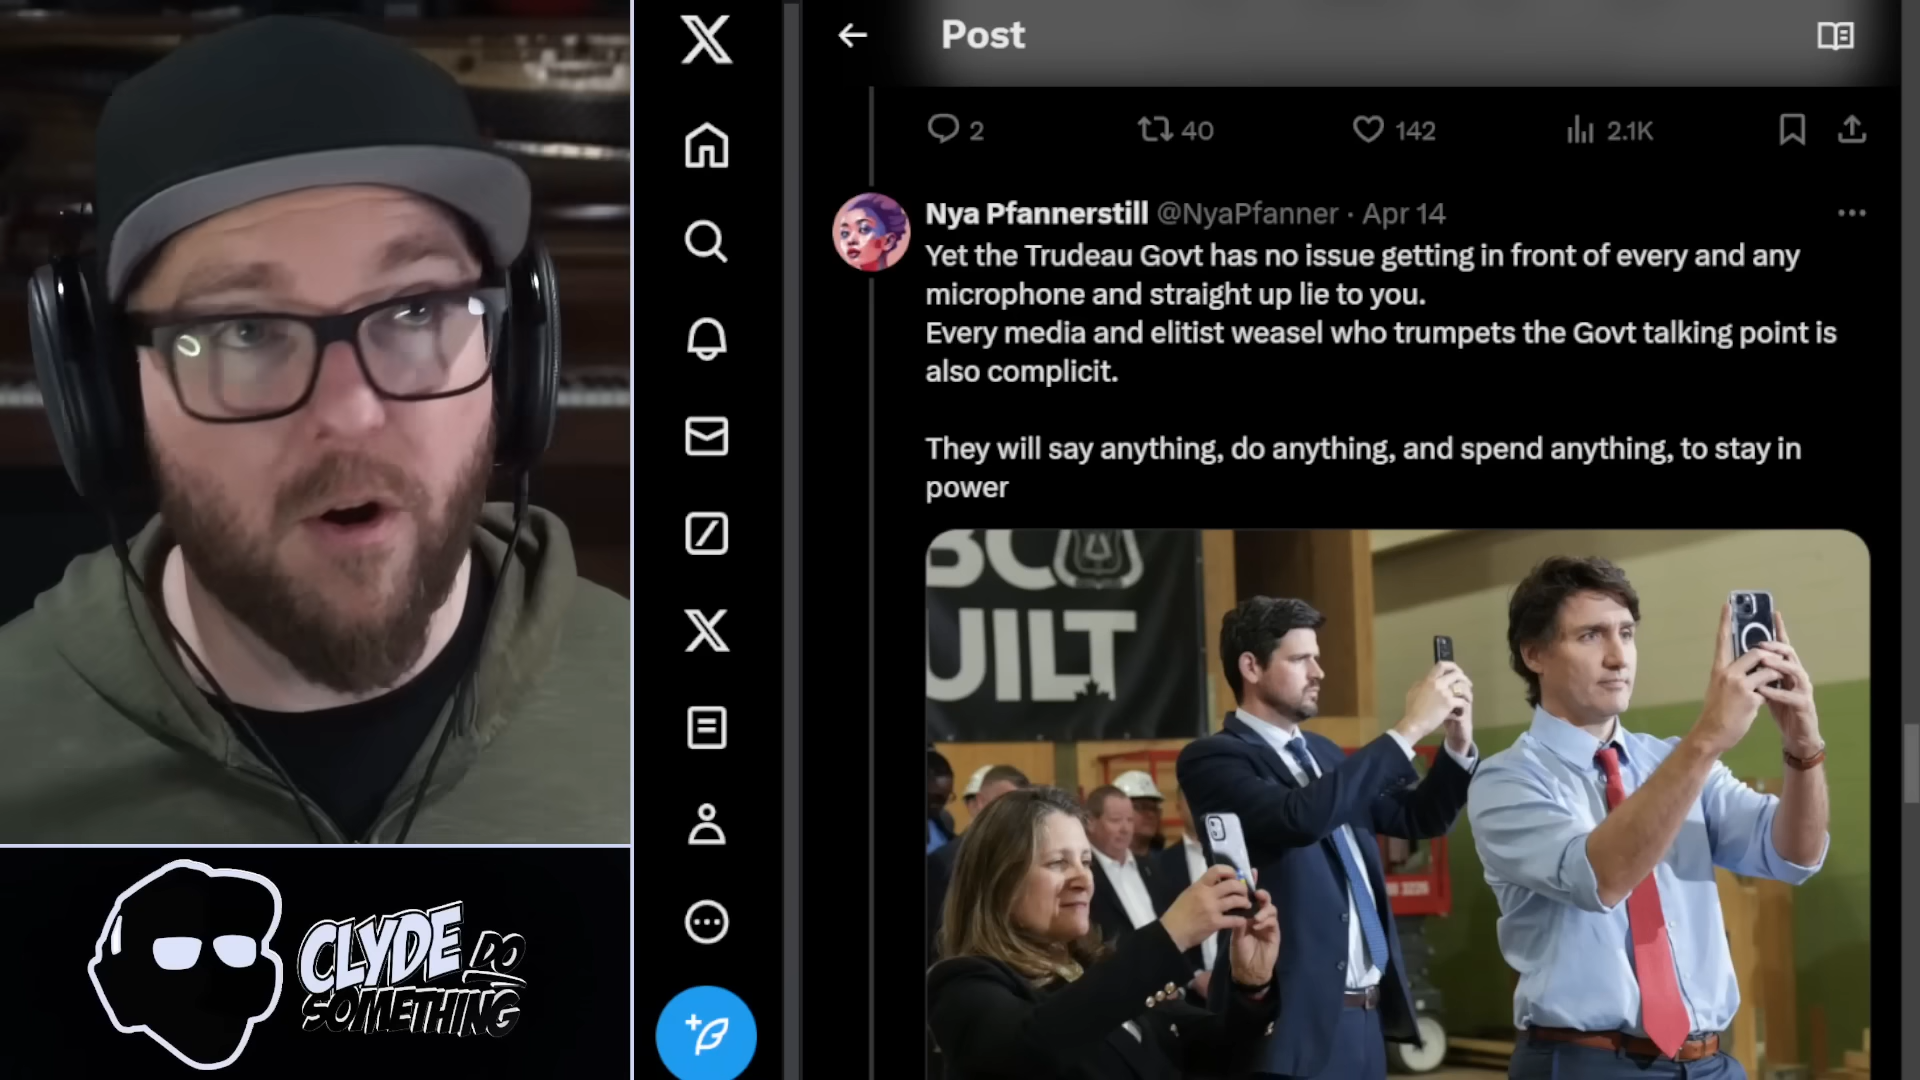 Post
2
40
142
2.1K
Nya Pfannerstill @NyaPfanner · Apr 14
Yet the Trudeau Govt has no issue getting in front of every and any
microphone and straight up lie to you.
Every media and elitist weasel who trumpets the Govt talking point is
also complicit.
They will say anything, do anything, and spend anything, to stay in
power
BC
UILT
CLYDE DO
SOMETHING